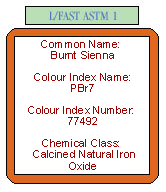 L/FAST ASTM 1
Common Name:
Burnt Sienna
Colour Index Name:
PBr7
Colour Index Number:
77492
Chemical Class:
Calcined Natural Iron
Oxide